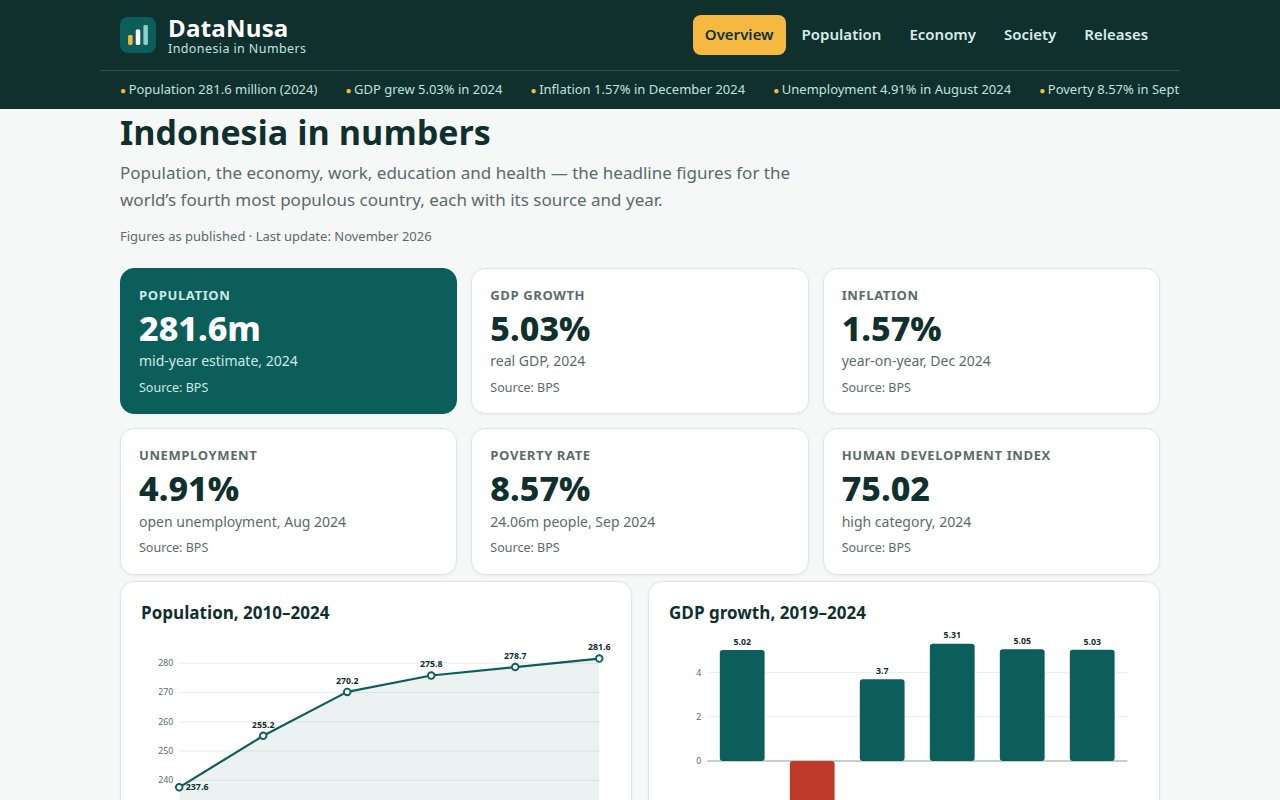 DataNusa
Indonesia in Numbers
Overview Population Economy Society Releases
Population 281.6 million (2024) GDP grew 5.03% in 2024 Inflation 1.57% in December 2024 Unemployment 4.91% in August 2024 Poverty 8.57% in Sept
Indonesia in numbers
Population, the economy, work, education and health — the headline figures for the
world’s fourth most populous country, each with its source and year.
Figures as published · Last update: November 2026
POPULATION
281.6m
mid-year estimate, 2024
Source: BPS
GDP GROWTH
5.03%
real GDP, 2024
Source: BPS
INFLATION
1.57%
year-on-year, Dec 2024
Source: BPS
UNEMPLOYMENT
4.91%
open unemployment, Aug 2024
Source: BPS
POVERTY RATE
8.57%
24.06m people, Sep 2024
Source: BPS
HUMAN DEVELOPMENT INDEX
75.02
high category, 2024
Source: BPS
Population, 2010–2024
280
270
260
250
240
237.6
255.2
270.2
275.8
278.7
281.6
GDP growth, 2019–2024
4
2
0
5.02
3.7
5.31
5.05
5.03